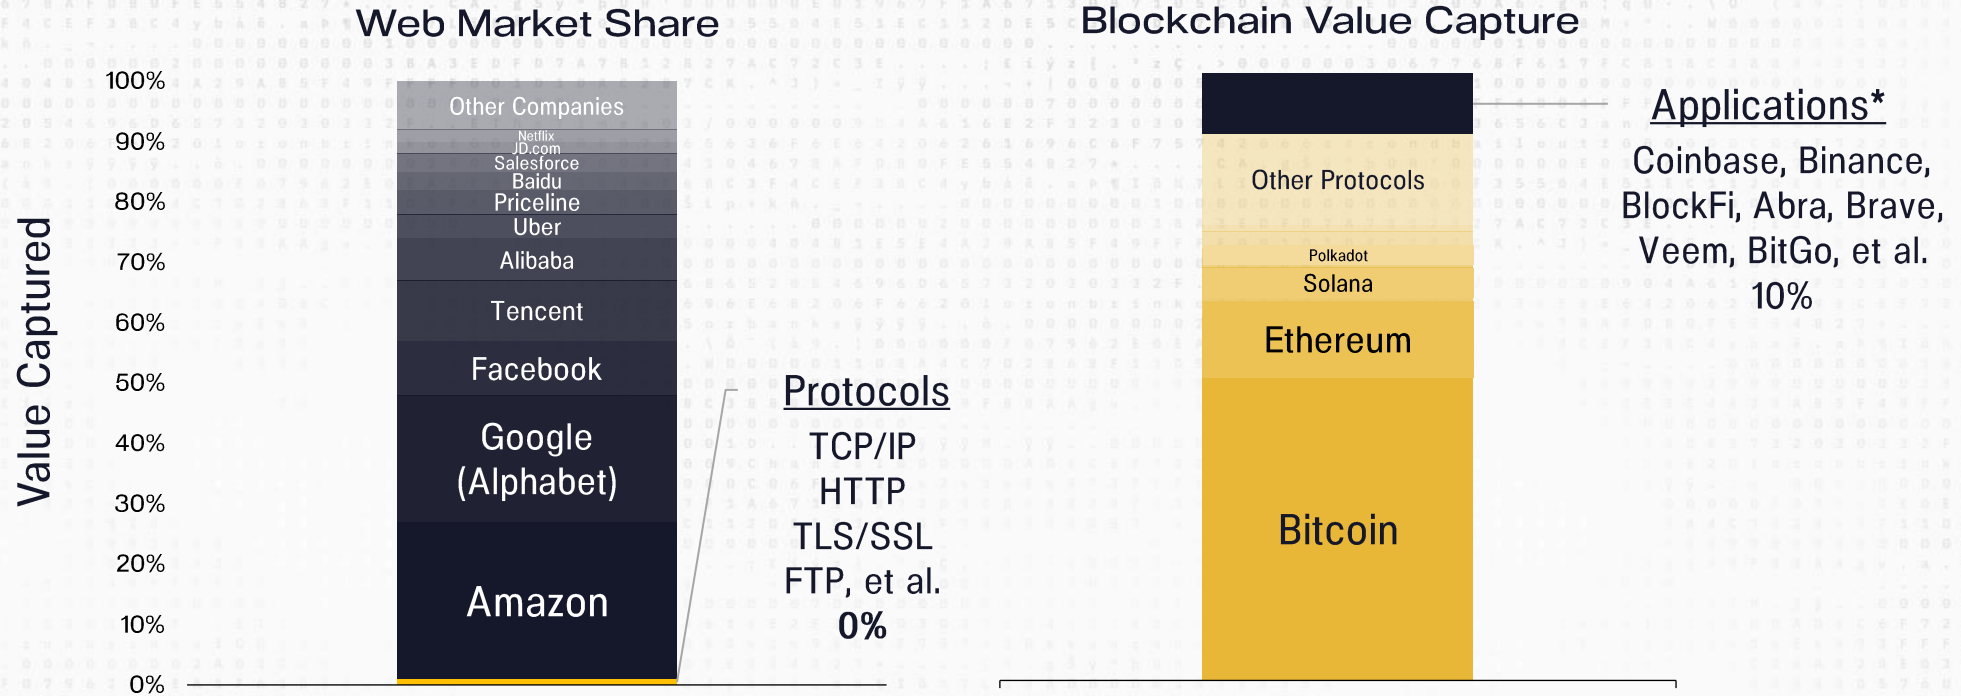 Web Market Share
Value Captured
100%
90%
80%
70%
60%
50%
40%
30%
20%
10%
0%
Other Companies
Netflix
JD.com
Salesforce
Baidu
Priceline
Uber
Alibaba
Tencent
Facebook
Google
(Alphabet)
Amazon
Protocols
TCP/IP
HTTP
TLS/SSL
FTP, et al.
0%
Blockchain Value Capture
Other Protocols
Polkadot
Solana
Ethereum
Bitcoin
Applications*
Coinbase, Binance,
BlockFi, Abra, Brave,
Veem, BitGo, et al.
10%